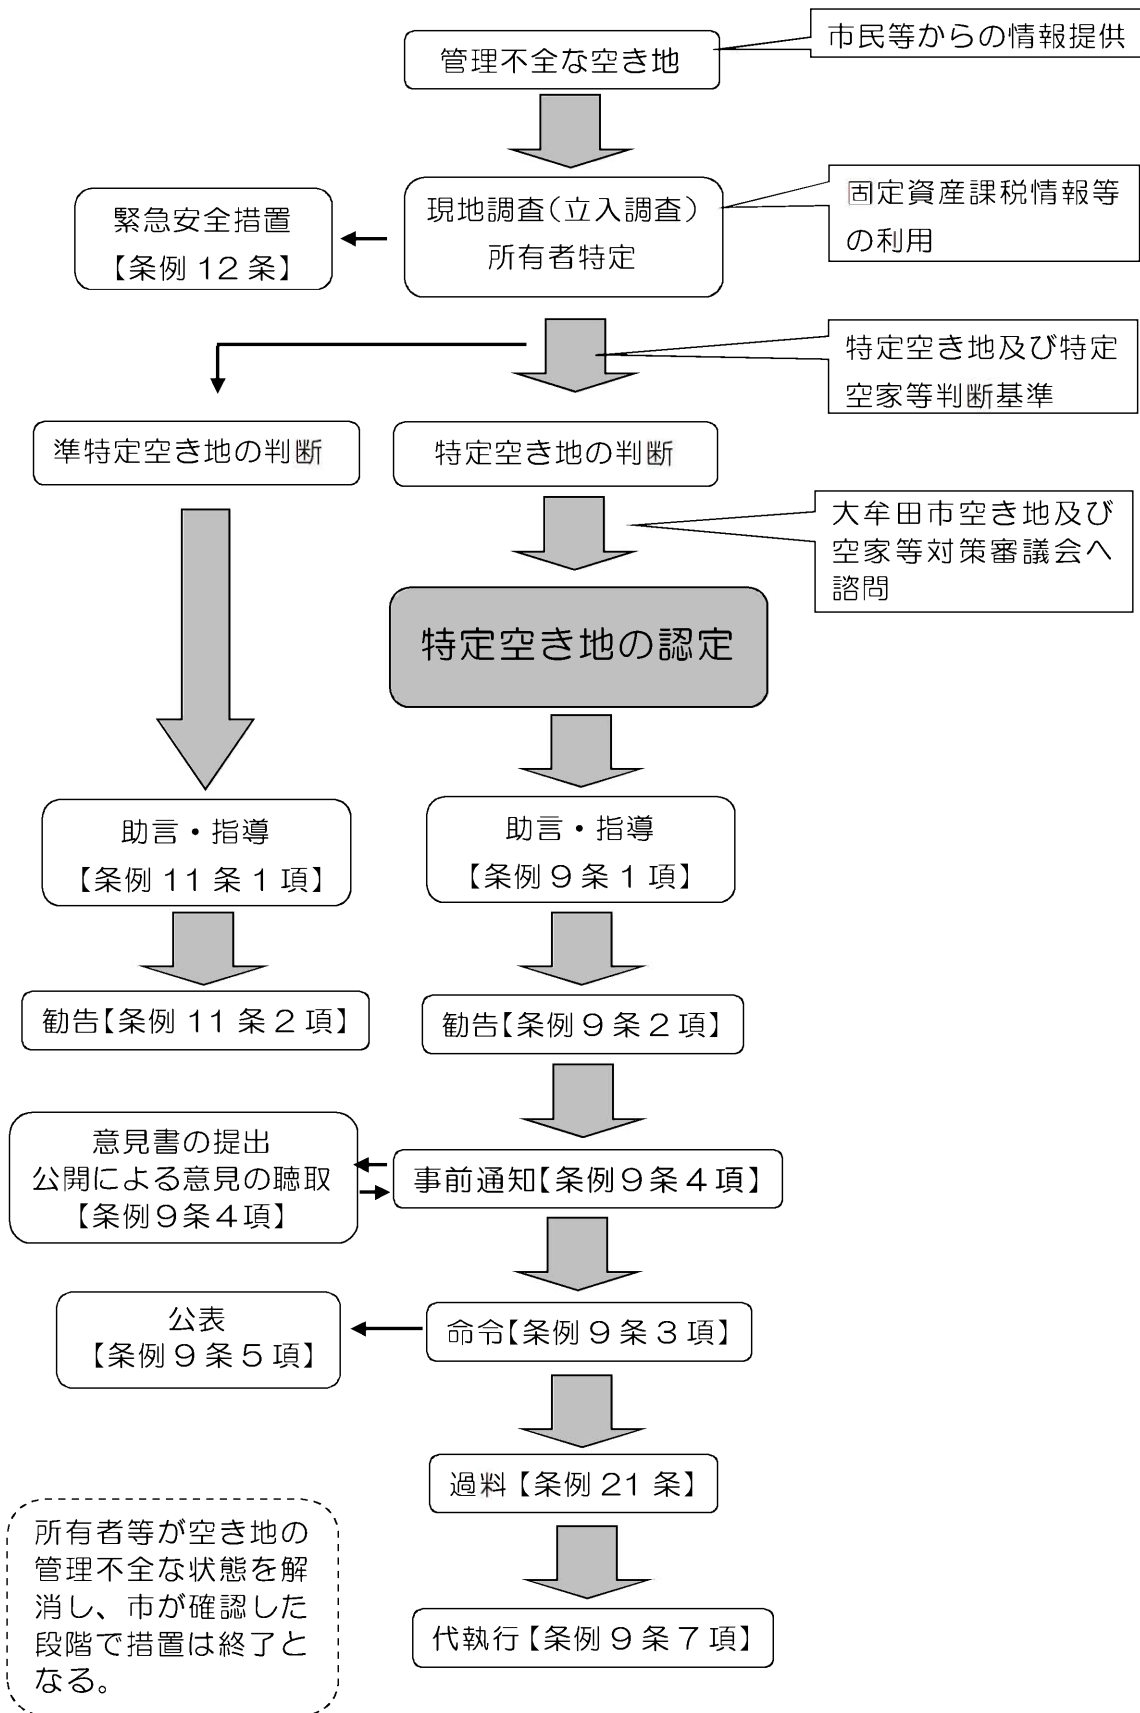 市民等からの情報提供
管理不全な空き地
固定資産課税情報等
の利用
現地調査(立入調査)
所有者特定
緊急安全措置
【条例12条】
特定空き地及び特定
空家等判断基準
準特定空き地の判断
特定空き地の判断
大牟田市空き地及び
空家等対策審議会へ
諮問
特定空き地の認定
助言・指導
【条例11条1項】
助言・指導
【条例9条1項】
勧告【条例11条2項】
勧告【条例9条2項】
意見書の提出
公開による意見の聴取
【条例9条4項】
事前通知【条例9条4項】
公表
【条例9条5項】
命令【条例9条3項】
過料【条例21条】
所有者等が空き地の
管理不全な状態を解
消し、市が確認した
段階で措置は終了と
なる。
代執行【条例9条7項】